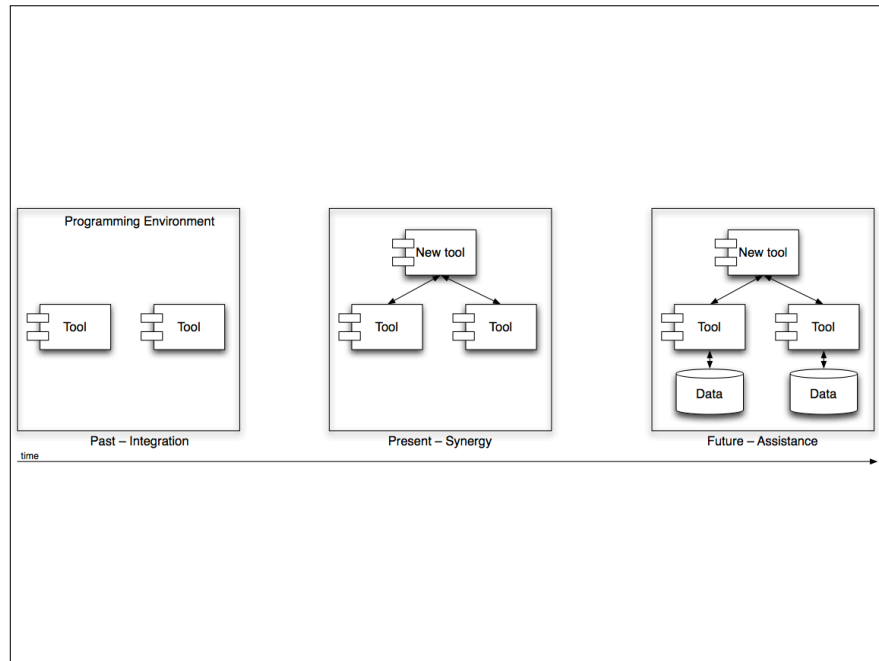 Programming Environment
Tool
Tool
Past – Integration
New tool
Tool
Tool
Present – Synergy
New tool
Tool
Tool
Data
Data
Future – Assistance
time